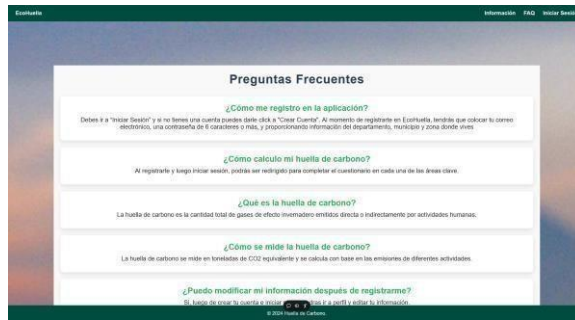 EcoHuella
Información FAQ Iniciar Sesió
Preguntas Frecuentes
¿Cómo me registro en la aplicación?
Debes ir a "Iniciar Sesión" y si no tienes una cuenta puedes darle click a "Crear Cuenta". Al momento de registrarte en EcoHuella, tendrás que colocar tu correo
electrónico, una contraseña de 6 caracteres o más, y proporcionando información del departamento, municipio y zona donde vives
¿Cómo calculo mi huella de carbono?
Al registrarte y luego iniciar sesión, podrás ser redirigido para completar el cuestionario en cada una de las áreas clave.
¿Qué es la huella de carbono?
La huella de carbono es la cantidad total de gases de efecto invernadero emitidos directa o indirectamente por actividades humanas.
¿Cómo se mide la huella de carbono?
La huella de carbono se mide en toneladas de CO2 equivalente y se calcula con base en las emisiones de diferentes actividades.
¿Puedo modificar mi información después de registrarme?
Sí, luego de crear tu cuenta e iniciar ir a perfil y editar tu información.
© 2024 Huella de Carbono.